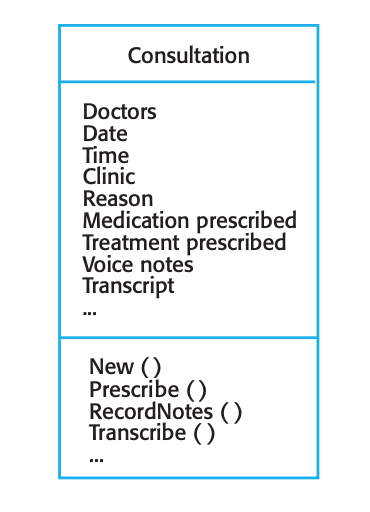 Consultation
Doctors
Date
Time
Clinic
Reason
Medication prescribed
Treatment prescribed
Voice notes
Transcript
...
New ( )
Prescribe ( )
RecordNotes ( )
Transcribe ( )
...